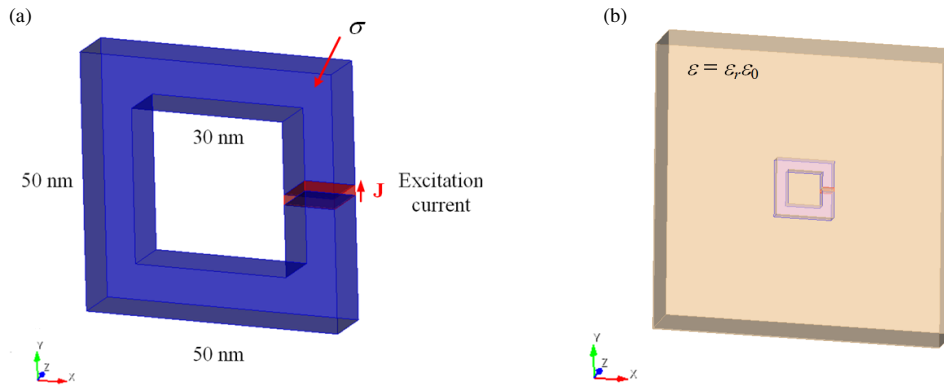 (a)
σ
30 nm
50 nm
J
Excitation
current
50 nm
Y
Z
X
(b)
ε = εrε0
Y
Z
X